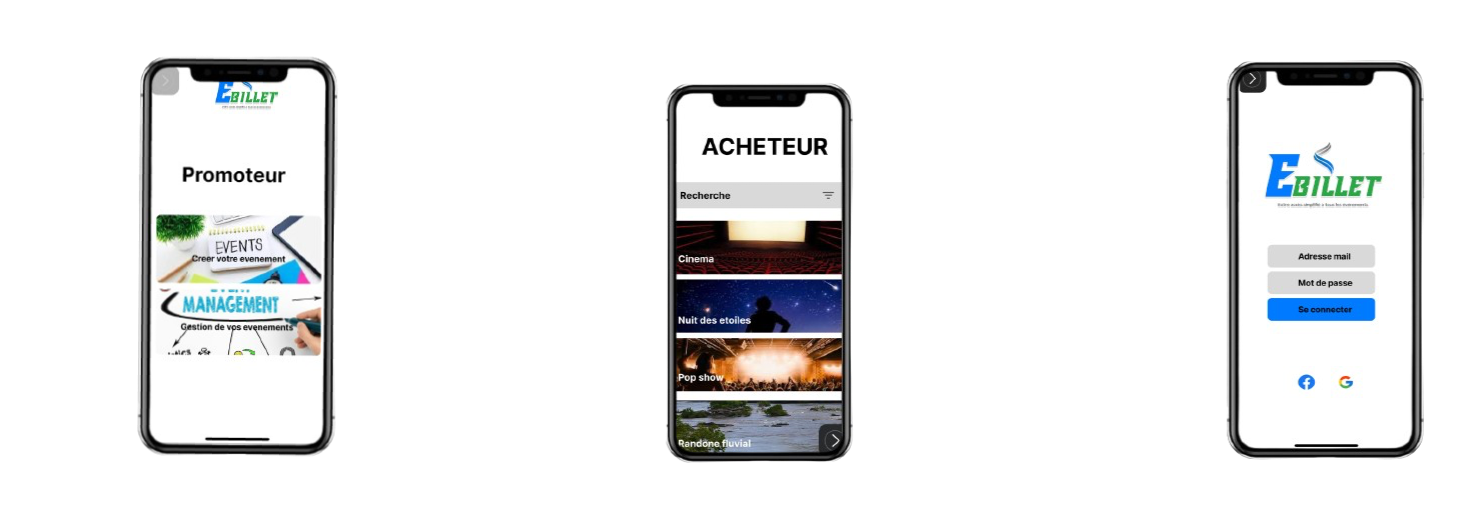 EBILLET
Promoteur
EVENTS
Creer votre evenement
EVENT
MANAGEMENT
Gestion de vos evenements
ACHETEUR
Recherche
Cinema
Nuit des etoiles
Pop show
Randone fluvial
EBILLET
Votre accès simplifié à tous les événements
Adresse mail
Mot de passe
Se connecter